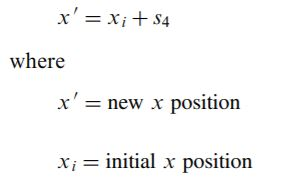 x′ = xᵢ + s₄
where
x′ = new x position
xᵢ = initial x position